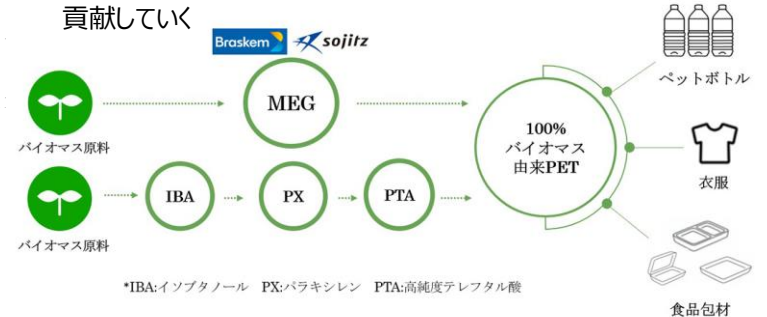 貢献していく
Braskem sojitz
MEG
バイオマス原料
ペットボトル
100%
バイオマス
由来PET
IBA
PX
PTA
バイオマス原料
衣服
*IBA:イソブタノール PX:パラキシレン PTA:高純度テレフタル酸
食品包材